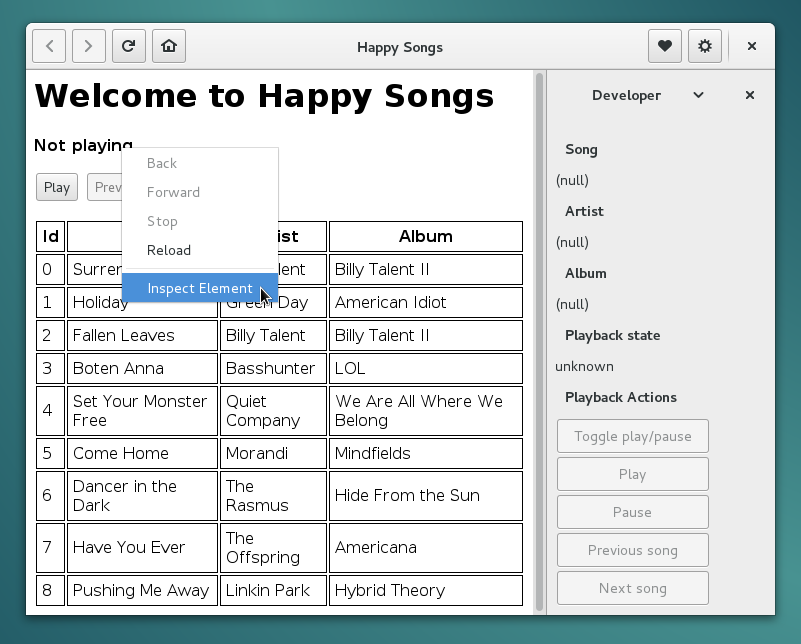 Happy Songs
Welcome to Happy Songs
Not playing
Play Prev
Back
Forward
Stop
Reload
Inspect Element
Id ist Album
0 Surrer lent Billy Talent II
1 Holiday Green Day American Idiot
2 Fallen Leaves Billy Talent Billy Talent II
3 Boten Anna Basshunter LOL
4 Set Your Monster Free Quiet Company We Are All Where We Belong
5 Come Home Morandi Mindfields
6 Dancer in the Dark The Rasmus Hide From the Sun
7 Have You Ever The Offspring Americana
8 Pushing Me Away Linkin Park Hybrid Theory
Developer
Song
(null)
Artist
(null)
Album
(null)
Playback state
unknown
Playback Actions
Toggle play/pause
Play
Pause
Previous song
Next song